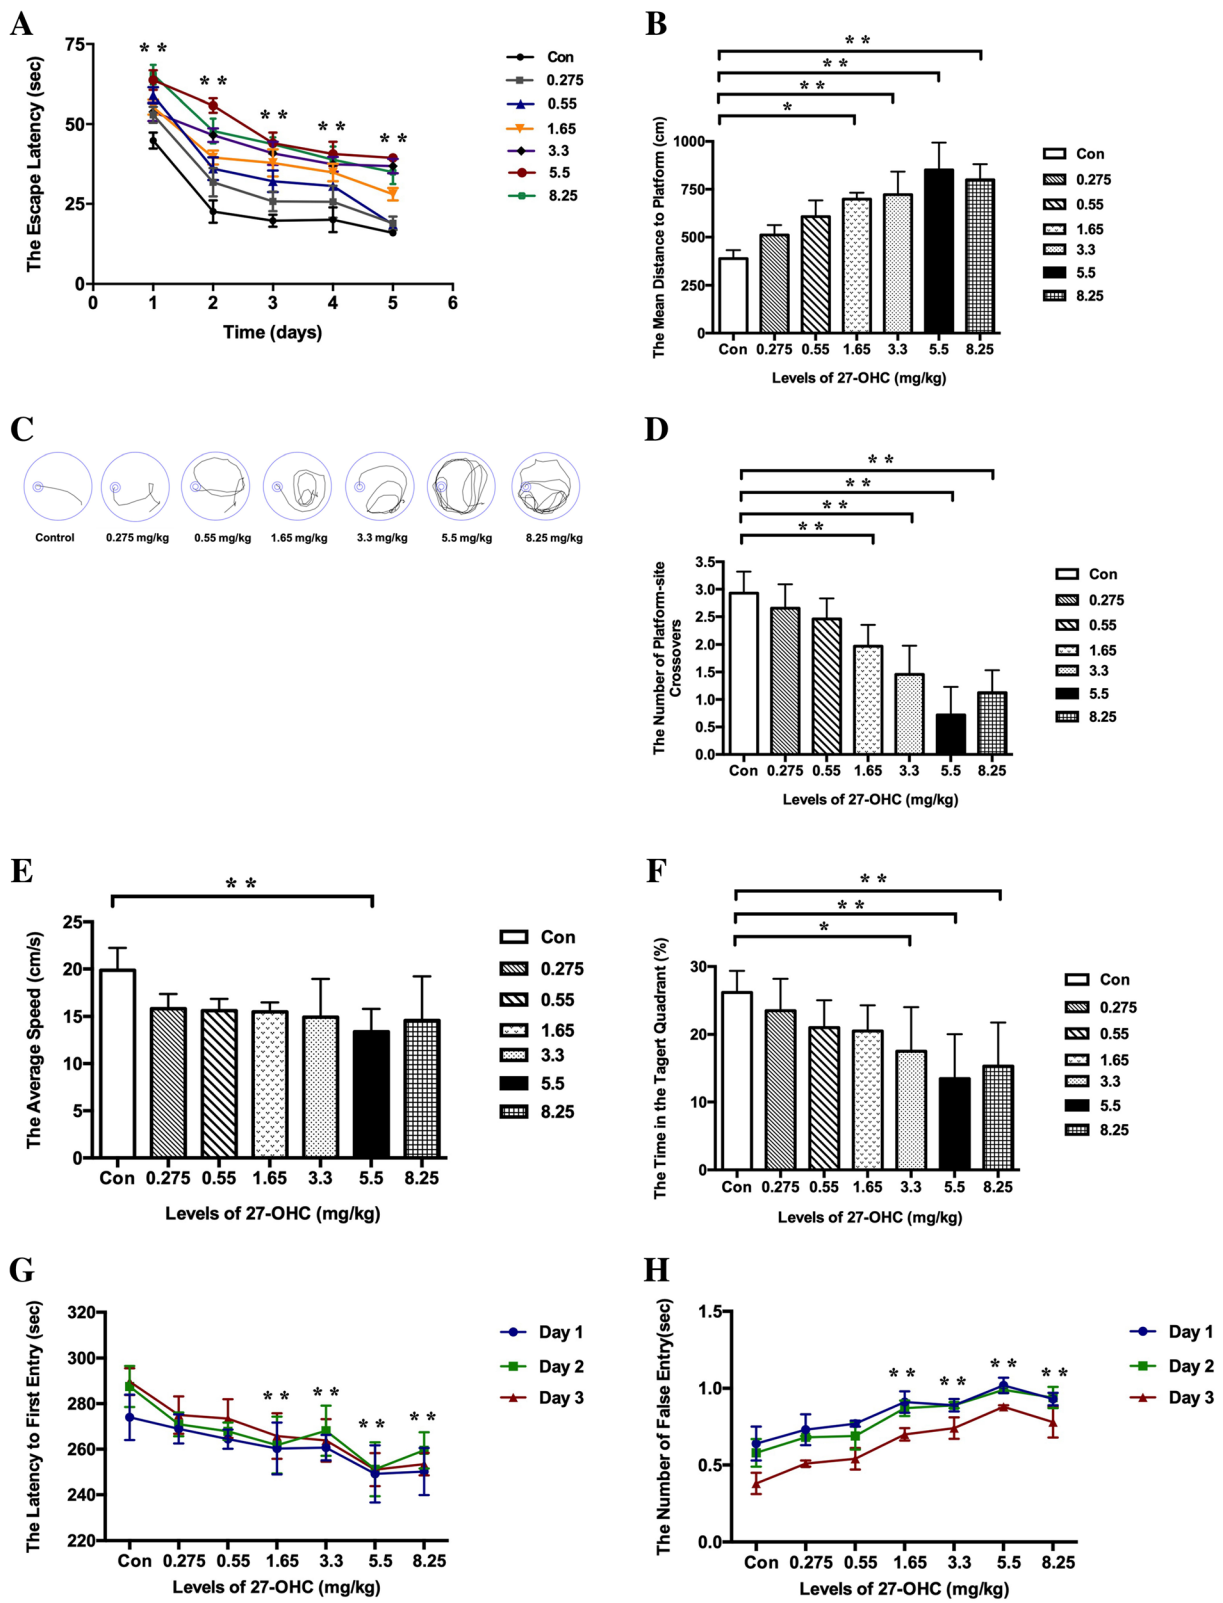 A
* *
* *
* *
* *
* *
75
50
25
0
0
1
2
3
4
5
6
The Escape Latency (sec)
Time (days)
Con
0.275
0.55
1.65
3.3
5.5
8.25
B
* *
* *
* *
*
1000
750
500
250
0
The Mean Distance to Platform (cm)
Con
0.275
0.55
1.65
3.3
5.5
8.25
Levels of 27-OHC (mg/kg)
Con
0.275
0.55
1.65
3.3
5.5
8.25
C
Control
0.275 mg/kg
0.55 mg/kg
1.65 mg/kg
3.3 mg/kg
5.5 mg/kg
8.25 mg/kg
D
* *
* *
* *
* *
3.5
3.0
2.5
2.0
1.5
1.0
0.5
0.0
The Number of Platform-site
Crossovers
Con
0.275
0.55
1.65
3.3
5.5
8.25
Levels of 27-OHC (mg/kg)
Con
0.275
0.55
1.65
3.3
5.5
8.25
E
* *
25
20
15
10
5
0
The Average Speed (cm/s)
Con
0.275
0.55
1.65
3.3
5.5
8.25
Levels of 27-OHC (mg/kg)
Con
0.275
0.55
1.65
3.3
5.5
8.25
F
* *
* *
*
30
20
10
0
The Time in the Tagert Quadrant (%)
Con
0.275
0.55
1.65
3.3
5.5
8.25
Levels of 27-OHC (mg/kg)
Con
0.275
0.55
1.65
3.3
5.5
8.25
G
320
300
280
260
240
220
* *
* *
* *
* *
The Latency to First Entry (sec)
Con
0.275
0.55
1.65
3.3
5.5
8.25
Levels of 27-OHC (mg/kg)
Day 1
Day 2
Day 3
H
1.5
1.0
0.5
0.0
* *
* *
* *
* *
The Number of False Entry(sec)
Con
0.275
0.55
1.65
3.3
5.5
8.25
Levels of 27-OHC (mg/kg)
Day 1
Day 2
Day 3